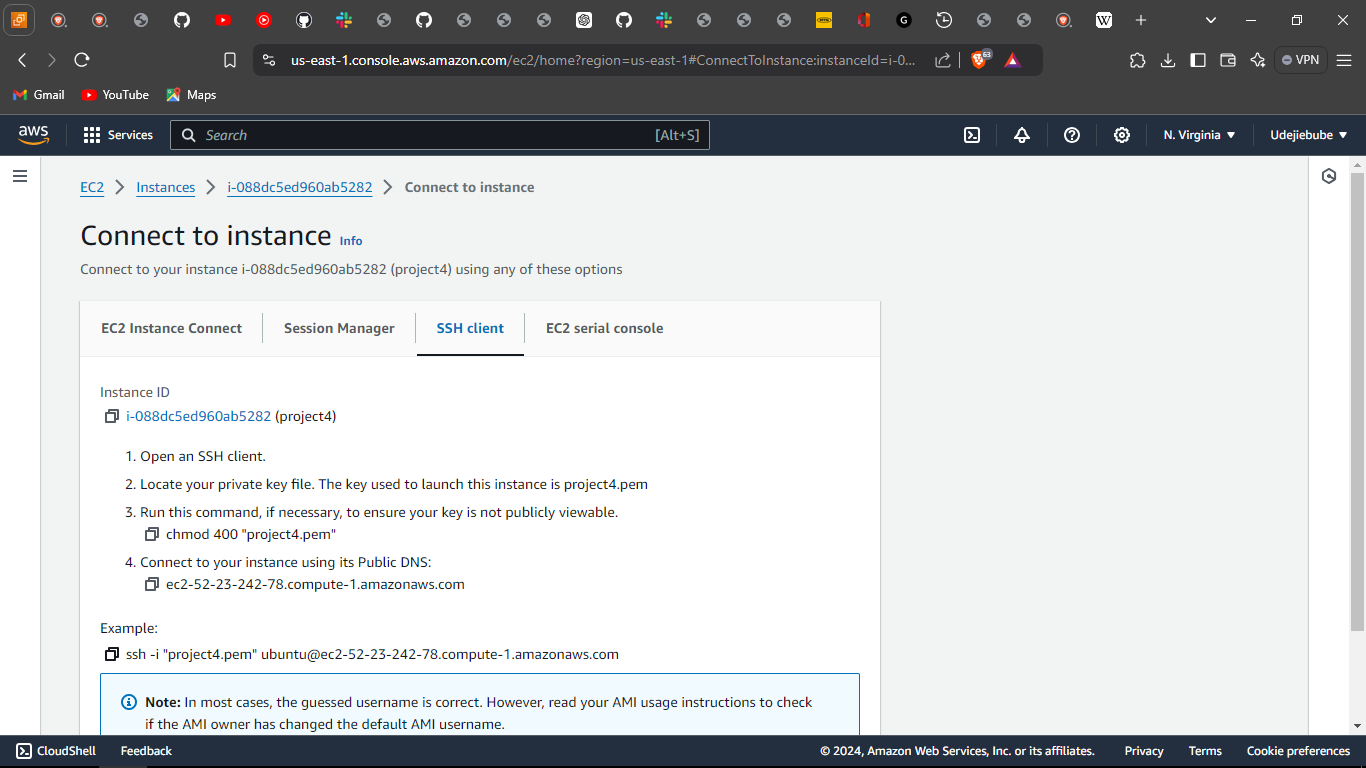 us-east-1.console.aws.amazon.com/ec2/home?region=us-east-1#ConnectToInstance:instanceId=i-0...
63
VPN
Gmail
YouTube
Maps
aws
Services
Search
[Alt+S]
N. Virginia
Udejiebube
EC2
Instances
i-088dc5ed960ab5282
Connect to instance
Connect to instance Info
Connect to your instance i-088dc5ed960ab5282 (project4) using any of these options
EC2 Instance Connect
Session Manager
SSH client
EC2 serial console
Instance ID
i-088dc5ed960ab5282 (project4)
1. Open an SSH client.
2. Locate your private key file. The key used to launch this instance is project4.pem
3. Run this command, if necessary, to ensure your key is not publicly viewable.
chmod 400 "project4.pem"
4. Connect to your instance using its Public DNS:
ec2-52-23-242-78.compute-1.amazonaws.com
Example:
ssh -i "project4.pem" ubuntu@ec2-52-23-242-78.compute-1.amazonaws.com
Note: In most cases, the guessed username is correct. However, read your AMI usage instructions to check
if the AMI owner has changed the default AMI username.
CloudShell
Feedback
© 2024, Amazon Web Services, Inc. or its affiliates.
Privacy
Terms
Cookie preferences